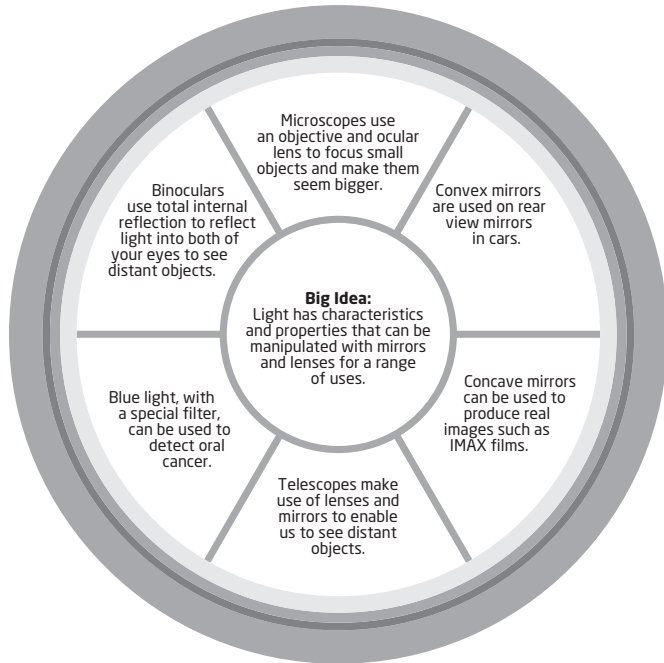 Microscopes use
an objective and ocular
lens to focus small
objects and make them
seem bigger.
Convex mirrors
are used on rear
view mirrors
in cars.
Concave mirrors
can be used to
produce real
images such as
IMAX films.
Telescopes make
use of lenses and
mirrors to enable
us to see distant
objects.
Blue light, with
a special filter,
can be used to
detect oral
cancer.
Binoculars
use total internal
reflection to reflect
light into both of
your eyes to see
distant objects.
Big Idea:
Light has characteristics
and properties that can be
manipulated with mirrors
and lenses for a range
of uses.